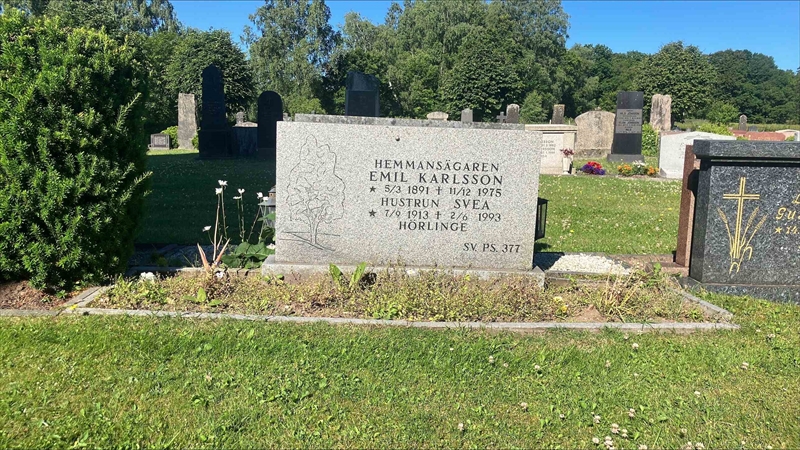 HEMMANSÄGAREN
EMIL KARLSSON
★ 5/3 1891 ✝ 11/12 1975
HUSTRUN SVEA
★ 7/9 1913 ✝ 2/6 1993
HÖRLINGE
SV. PS. 377